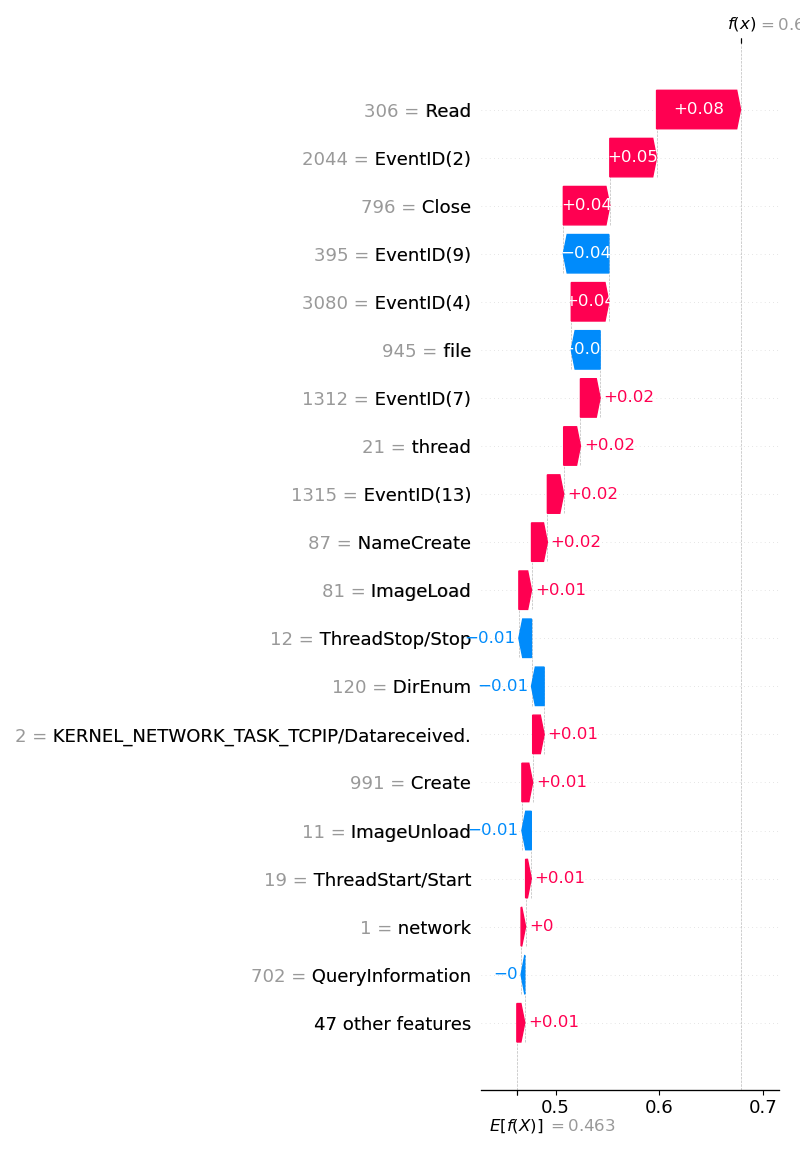 f(x) = 0.6
306 = Read +0.08
2044 = EventID(2) +0.05
796 = Close +0.04
395 = EventID(9) −0.04
3080 = EventID(4) +0.04
945 = file −0.0
1312 = EventID(7) +0.02
21 = thread +0.02
1315 = EventID(13) +0.02
87 = NameCreate +0.02
81 = ImageLoad +0.01
12 = ThreadStop/Stop −0.01
120 = DirEnum −0.01
2 = KERNEL_NETWORK_TASK_TCPIP/Datareceived. +0.01
991 = Create +0.01
11 = ImageUnload −0.01
19 = ThreadStart/Start +0.01
1 = network +0
702 = QueryInformation −0
47 other features +0.01
0.5 0.6 0.7
E[f(X)] = 0.463